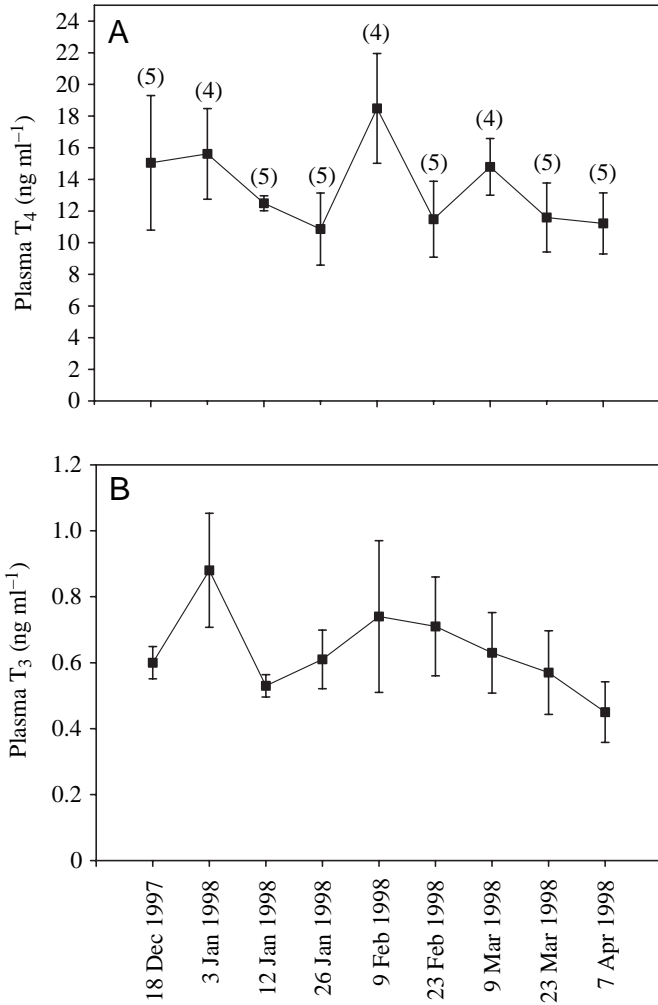 A
Plasma T4 (ng ml−1)
24
22
20
18
16
14
12
10
8
6
4
2
0
(5)
(4)
(5)
(5)
(4)
(5)
(4)
(5)
(5)
B
Plasma T3 (ng ml−1)
1.2
1.0
0.8
0.6
0.4
0.2
0
18 Dec 1997
3 Jan 1998
12 Jan 1998
26 Jan 1998
9 Feb 1998
23 Feb 1998
9 Mar 1998
23 Mar 1998
7 Apr 1998